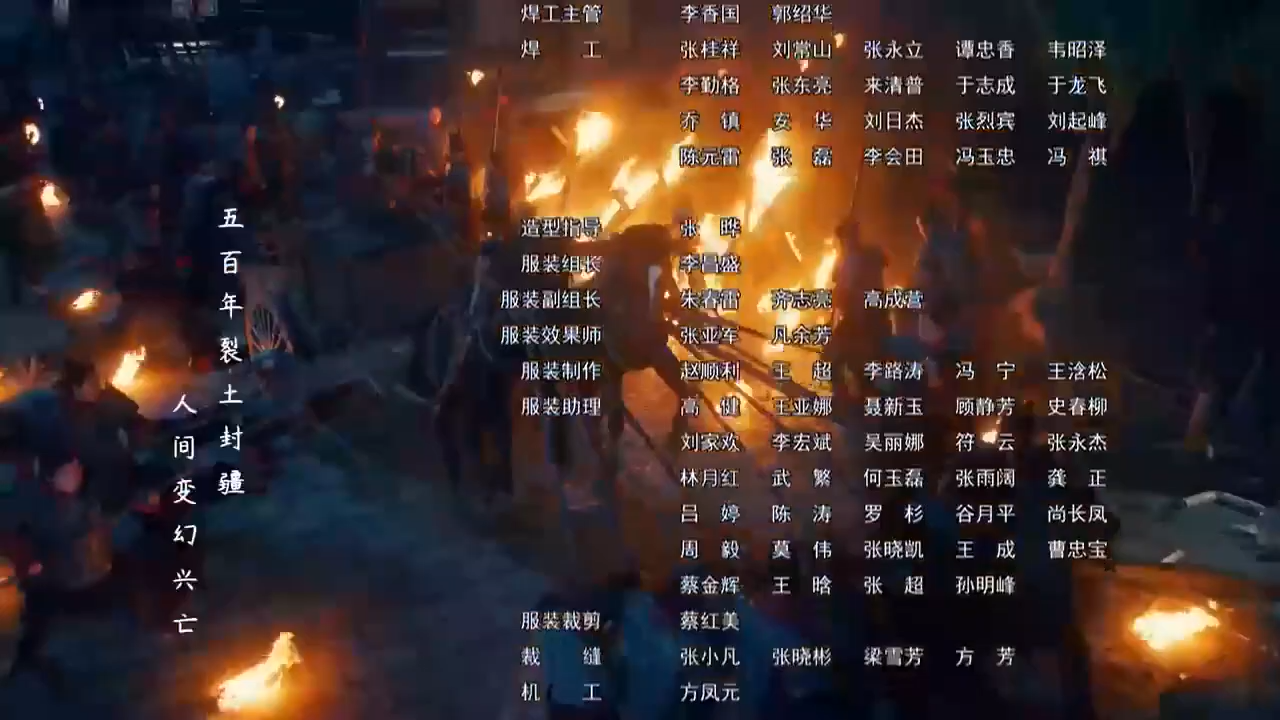 焊工主管 李香国 郭绍华
焊 工 张桂祥 刘常山 张永立 谭忠香 韦昭泽
李勤格 张东亮 来清普 于志成 于龙飞
乔 镇 安 华 刘日杰 张烈宾 刘起峰
陈元雷 张 磊 李会田 冯玉忠 冯 祺
造型指导 张 晔
服装组长 李昌盛
服装副组长 朱春雷 齐志亮 高成营
服装效果师 张亚军 凡余芳
服装制作 赵顺利 王 超 李路涛 冯 宁 王浛松
服装助理 高 健 王亚娜 聂新玉 顾静芳 史春柳
刘家欢 李宏斌 吴丽娜 符 云 张永杰
林月红 武 繁 何玉磊 张雨阔 龚 正
吕 婷 陈 涛 罗 杉 谷月平 尚长凤
周 毅 莫 伟 张晓凯 王 成 曹忠宝
蔡金辉 王 晗 张 超 孙明峰
服装裁剪 蔡红美
裁 缝 张小凡 张晓彬 梁雪芳 方 芳
机 工 方凤元
五百年裂土封疆
人间变幻兴亡